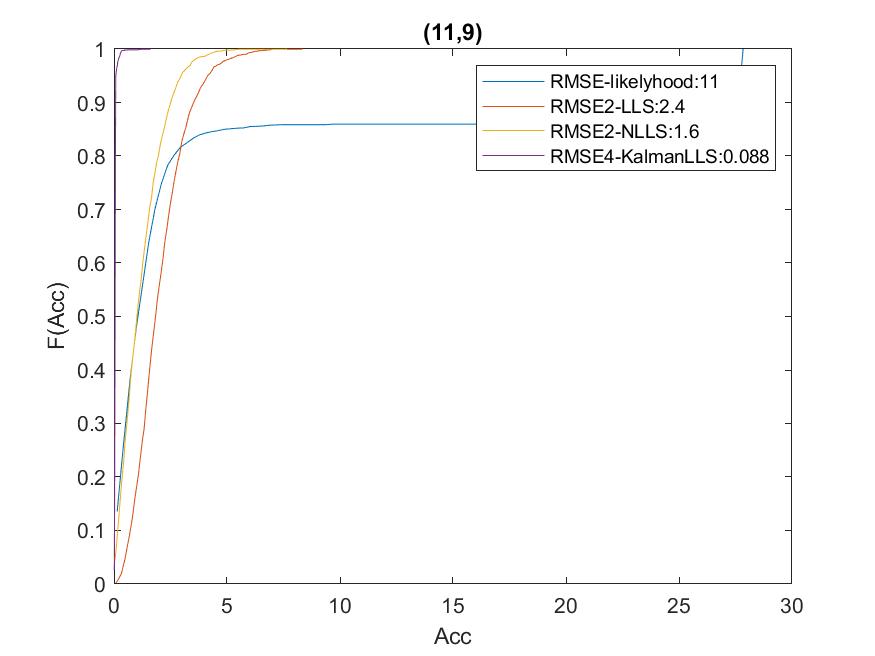 (11,9)
1
0.9
0.8
0.7
0.6
0.5
0.4
0.3
0.2
0.1
0
F(Acc)
RMSE-likelyhood:11
RMSE2-LLS:2.4
RMSE2-NLLS:1.6
RMSE4-KalmanLLS:0.088
0 5 10 15 20 25 30
Acc